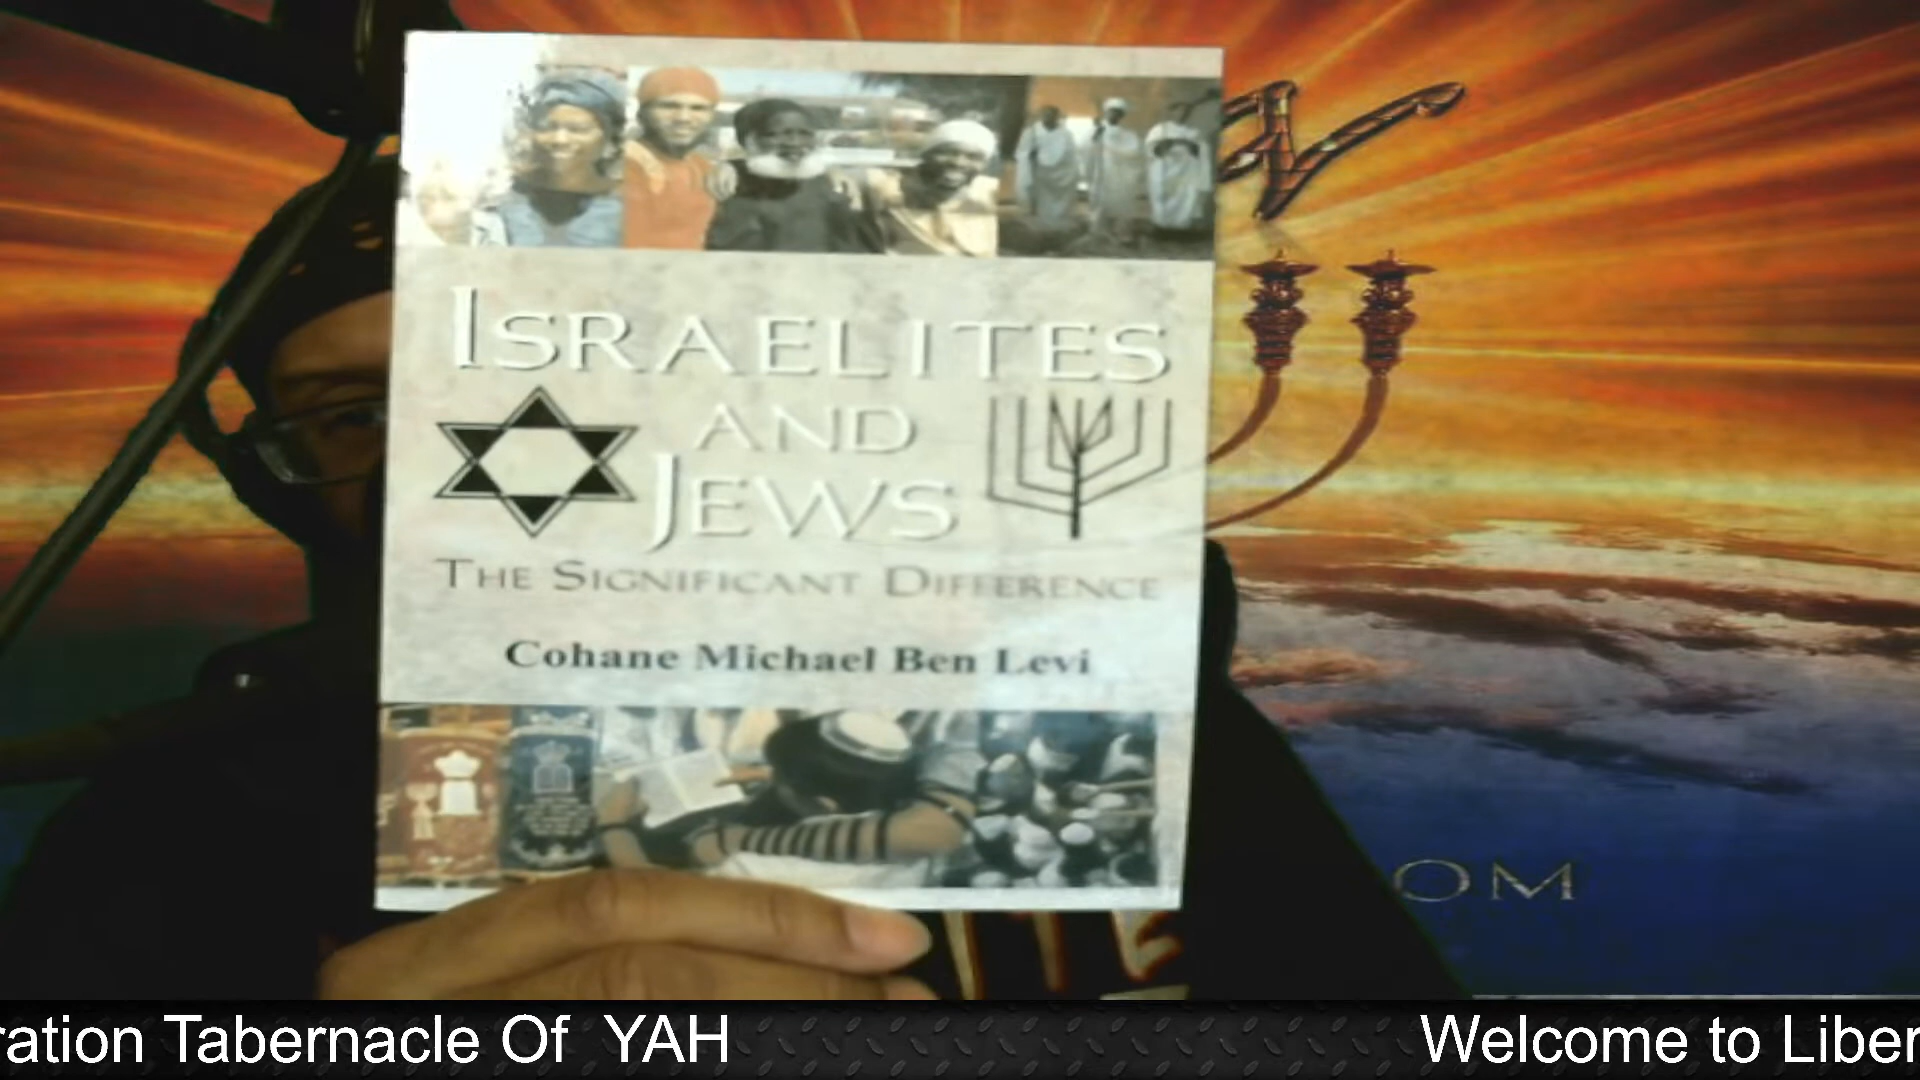 ISRAELITES
AND
JEWS
THE SIGNIFICANT DIFFERENCE
Cohane Michael Ben Levi
OM
ration Tabernacle Of YAH
Welcome to Liber